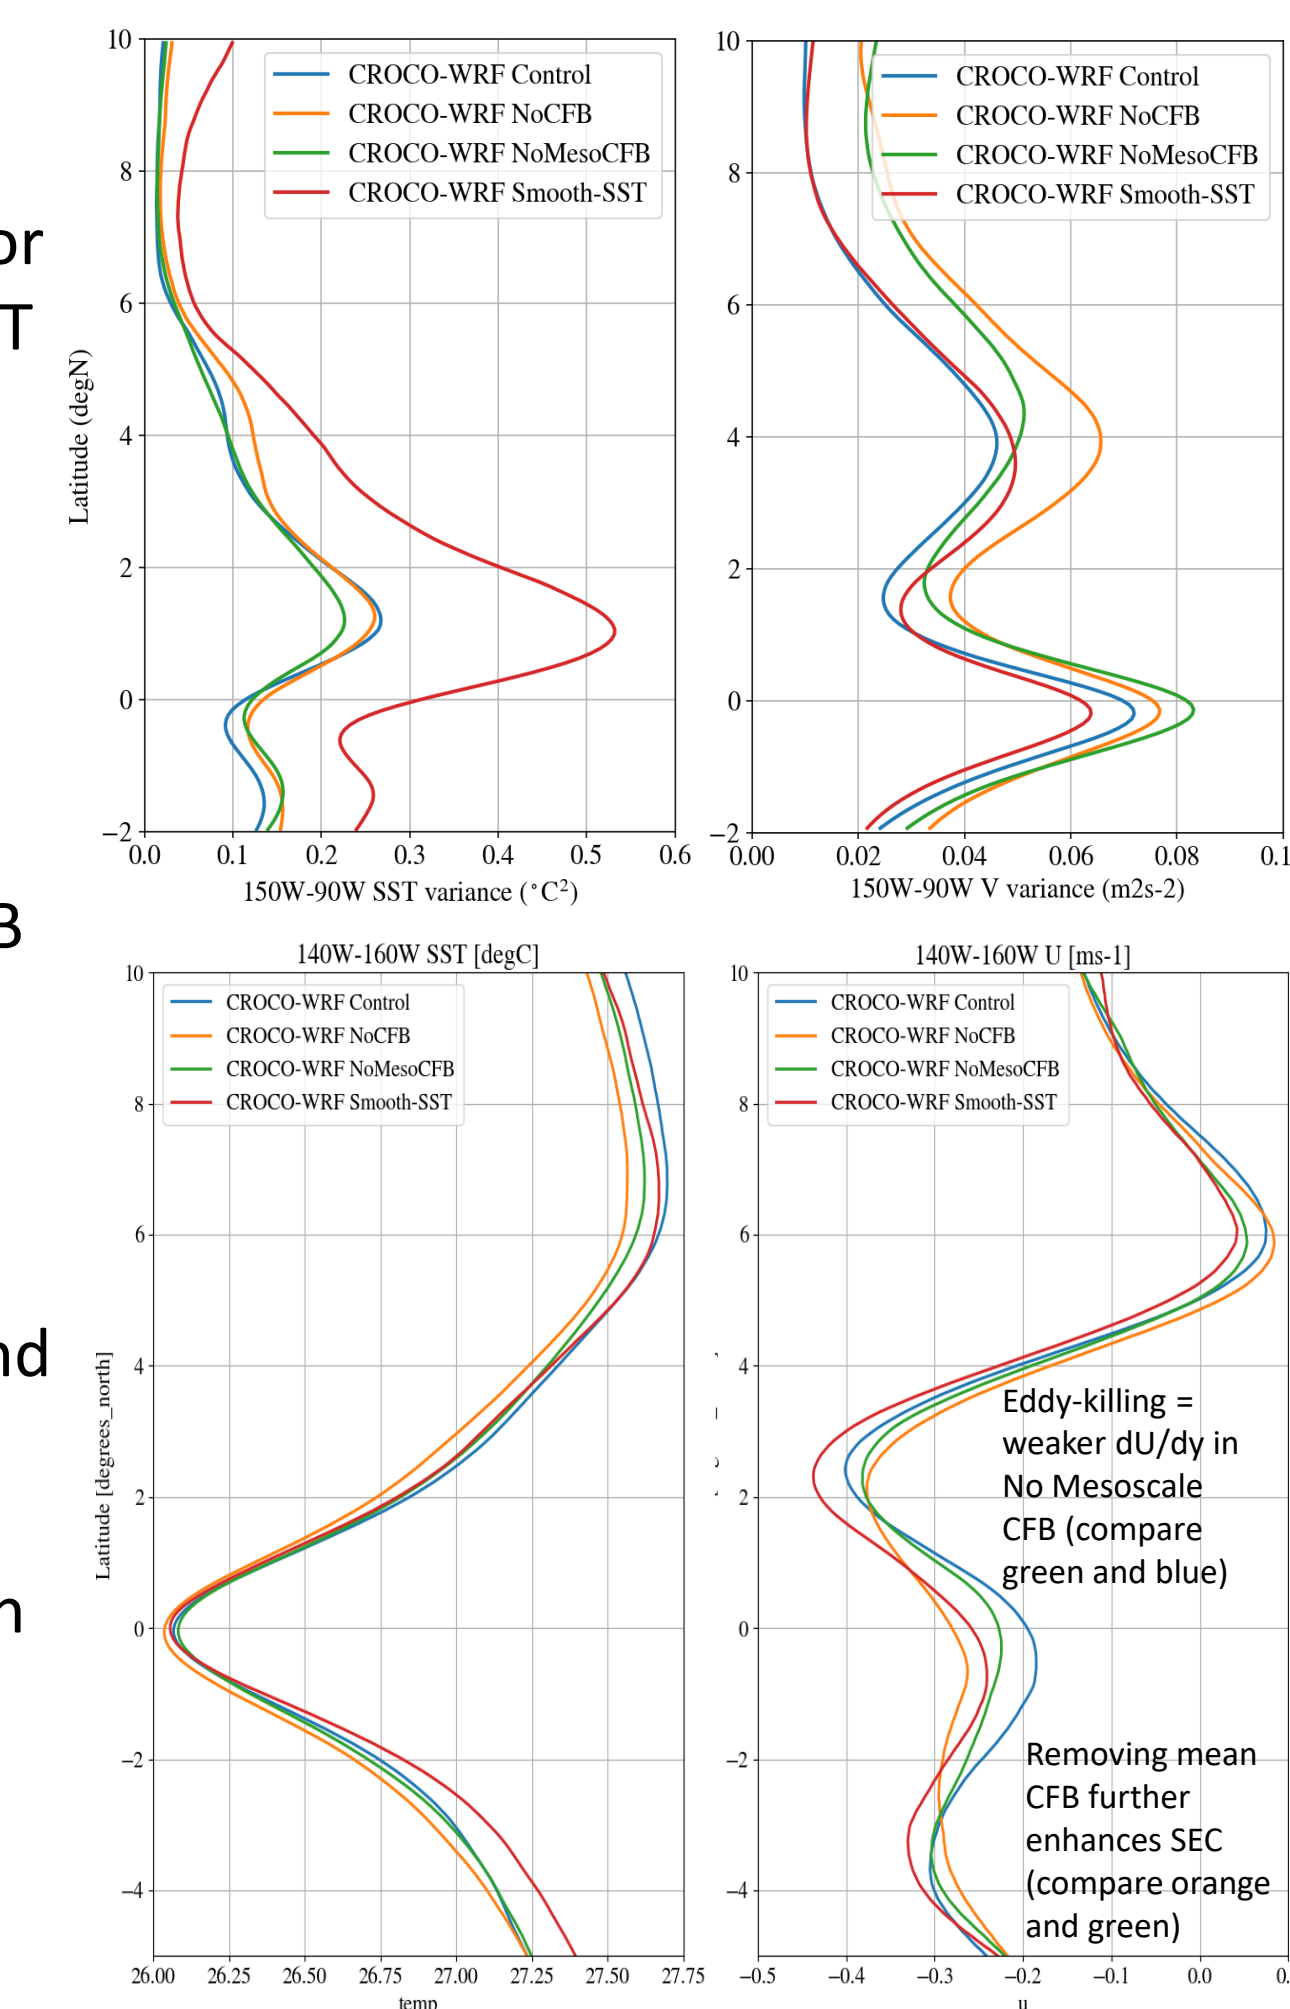 or
T
B
nd
n
10
8
6
4
2
0
−2
Latitude (degN)
CROCO-WRF Control
CROCO-WRF NoCFB
CROCO-WRF NoMesoCFB
CROCO-WRF Smooth-SST
0.0 0.1 0.2 0.3 0.4 0.5 0.6
150W-90W SST variance (°C²)
10
8
6
4
2
0
−2
CROCO-WRF Control
CROCO-WRF NoCFB
CROCO-WRF NoMesoCFB
CROCO-WRF Smooth-SST
0.00 0.02 0.04 0.06 0.08 0.1
150W-90W V variance (m2s-2)
140W-160W SST [degC]
10
8
6
4
2
0
−2
−4
Latitude [degrees_north]
CROCO-WRF Control
CROCO-WRF NoCFB
CROCO-WRF NoMesoCFB
CROCO-WRF Smooth-SST
26.00 26.25 26.50 26.75 27.00 27.25 27.50 27.75
temp
140W-160W U [ms-1]
10
8
6
4
2
0
−2
−4
CROCO-WRF Control
CROCO-WRF NoCFB
CROCO-WRF NoMesoCFB
CROCO-WRF Smooth-SST
Eddy-killing =
weaker dU/dy in
No Mesoscale
CFB (compare
green and blue)
Removing mean
CFB further
enhances SEC
(compare orange
and green)
−0.5 −0.4 −0.3 −0.2 −0.1 0.0 0.
u